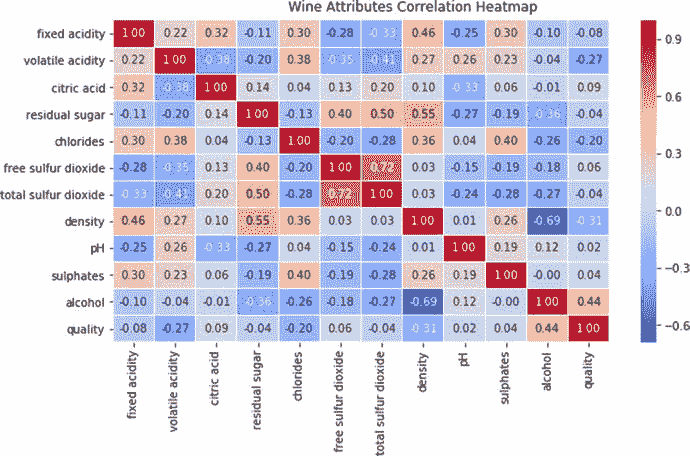 Wine Attributes Correlation Heatmap
fixed acidity 1.00 0.22 0.32 -0.11 0.30 -0.28 -0.33 0.46 -0.25 0.30 -0.10 -0.08
volatile acidity 0.22 1.00 -0.38 -0.20 0.38 -0.35 -0.41 0.27 0.26 0.23 -0.04 -0.27
citric acid 0.32 -0.38 1.00 0.14 0.04 0.13 0.20 0.10 -0.33 0.06 -0.01 0.09
residual sugar -0.11 -0.20 0.14 1.00 -0.13 0.40 0.50 0.55 -0.27 -0.19 -0.36 -0.04
chlorides 0.30 0.38 0.04 -0.13 1.00 -0.20 -0.28 0.36 0.04 0.40 -0.26 -0.20
free sulfur dioxide -0.28 -0.35 0.13 0.40 -0.20 1.00 0.72 0.03 -0.15 -0.19 -0.18 0.06
total sulfur dioxide -0.33 -0.41 0.20 0.50 -0.28 0.72 1.00 0.03 -0.24 -0.28 -0.27 -0.04
density 0.46 0.27 0.10 0.55 0.36 0.03 0.03 1.00 0.01 0.26 -0.69 -0.31
pH -0.25 0.26 -0.33 -0.27 0.04 -0.15 -0.24 0.01 1.00 0.19 0.12 0.02
sulphates 0.30 0.23 0.06 -0.19 0.40 -0.19 -0.28 0.26 0.19 1.00 -0.00 0.04
alcohol -0.10 -0.04 -0.01 -0.36 -0.26 -0.18 -0.27 -0.69 0.12 -0.00 1.00 0.44
quality -0.08 -0.27 0.09 -0.04 -0.20 0.06 -0.04 -0.31 0.02 0.04 0.44 1.00
fixed acidity
volatile acidity
citric acid
residual sugar
chlorides
free sulfur dioxide
total sulfur dioxide
density
pH
sulphates
alcohol
quality
0.9
0.6
0.3
0.0
−0.3
−0.6